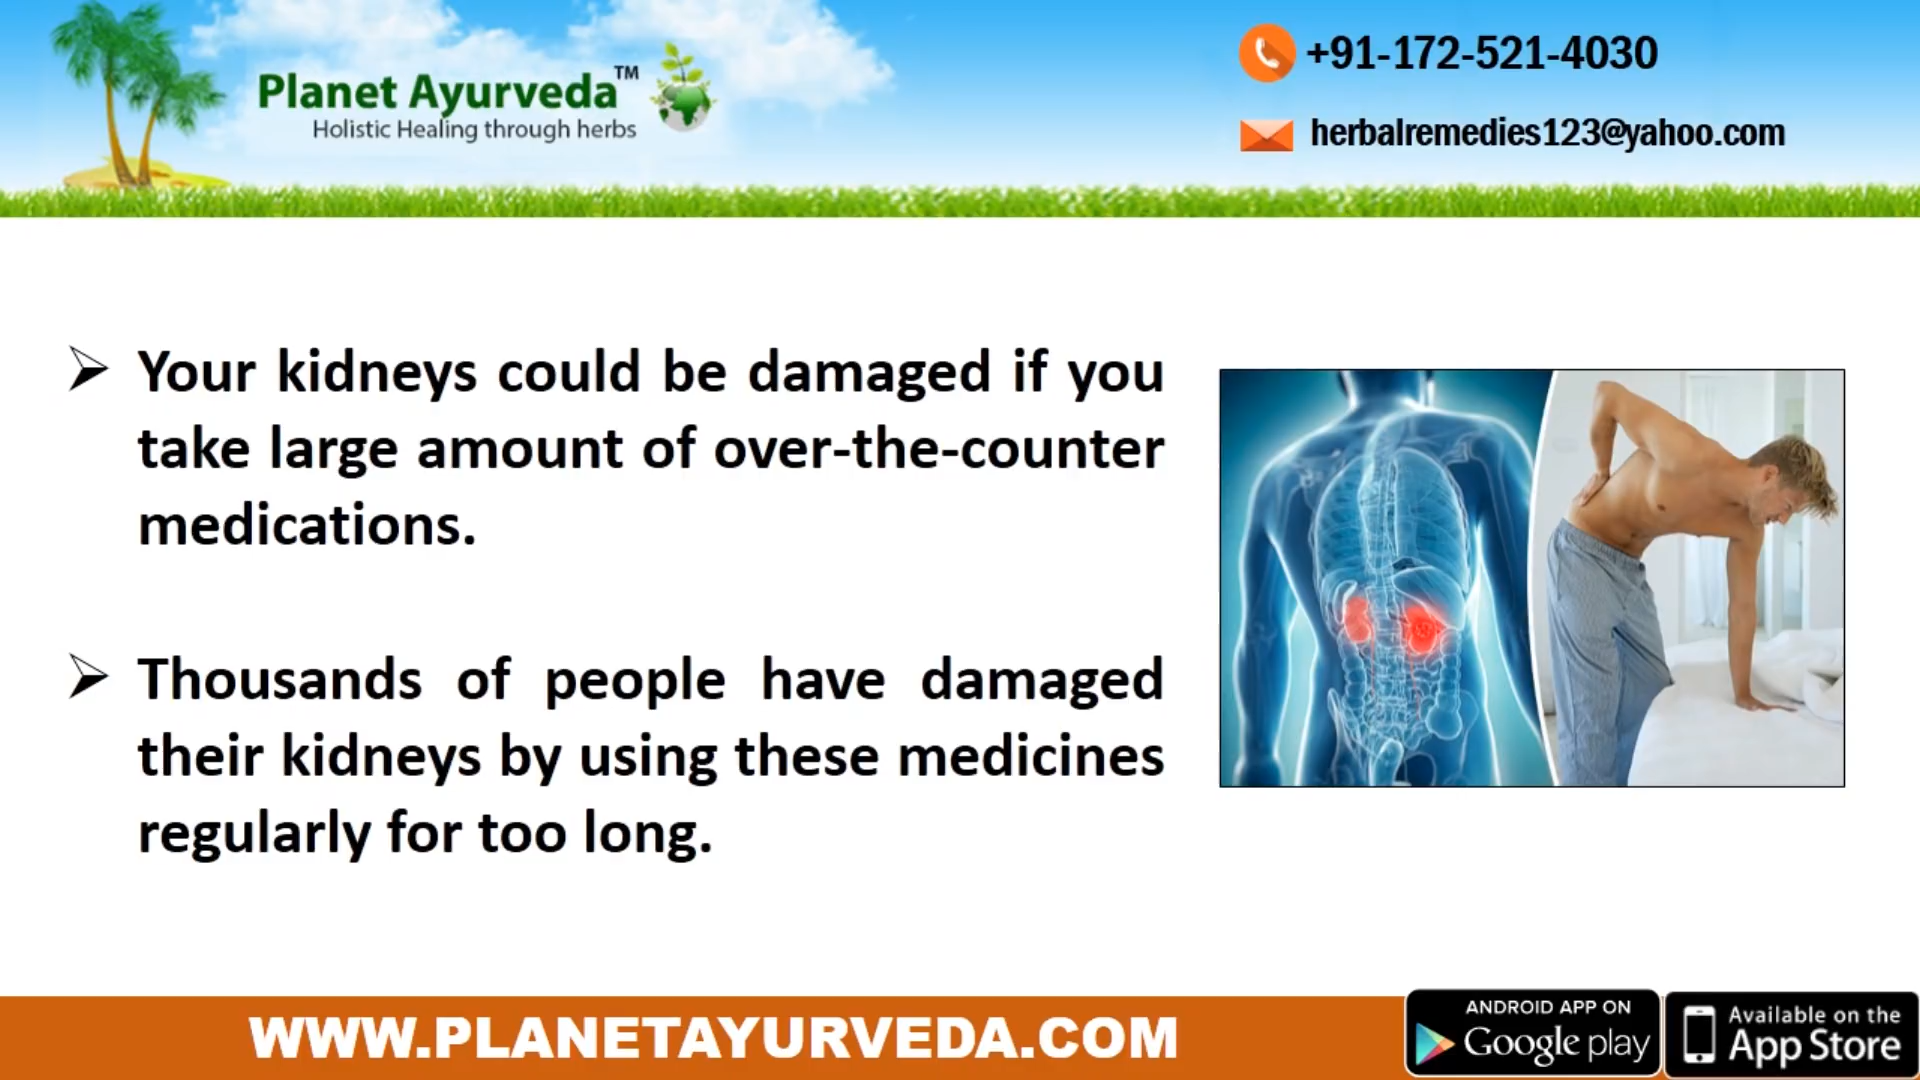 Planet Ayurveda™
Holistic Healing through herbs
+91-172-521-4030
herbalremedies123@yahoo.com
➢ Your kidneys could be damaged if you
take large amount of over-the-counter
medications.
➢ Thousands of people have damaged
their kidneys by using these medicines
regularly for too long.
WWW.PLANETAYURVEDA.COM
ANDROID APP ON
Google play
Available on the
App Store